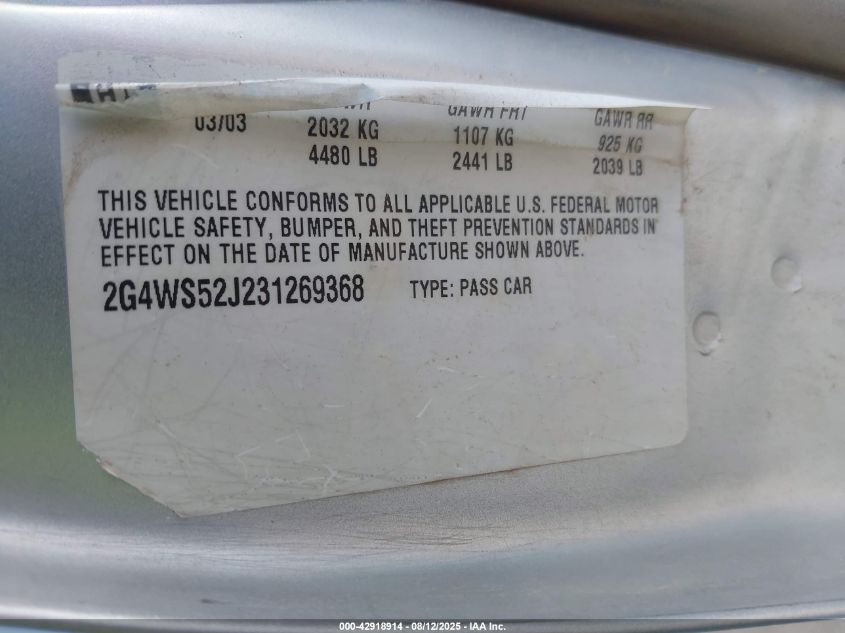 03/03 2032 KG 1107 KG 925 KG
4480 LB 2441 LB 2039 LB
GAWR FRT GAWR RR
THIS VEHICLE CONFORMS TO ALL APPLICABLE U.S. FEDERAL MOTOR
VEHICLE SAFETY, BUMPER, AND THEFT PREVENTION STANDARDS IN
EFFECT ON THE DATE OF MANUFACTURE SHOWN ABOVE.
2G4WS52J231269368 TYPE: PASS CAR
000-42918914 - 08/12/2025 - IAA Inc.